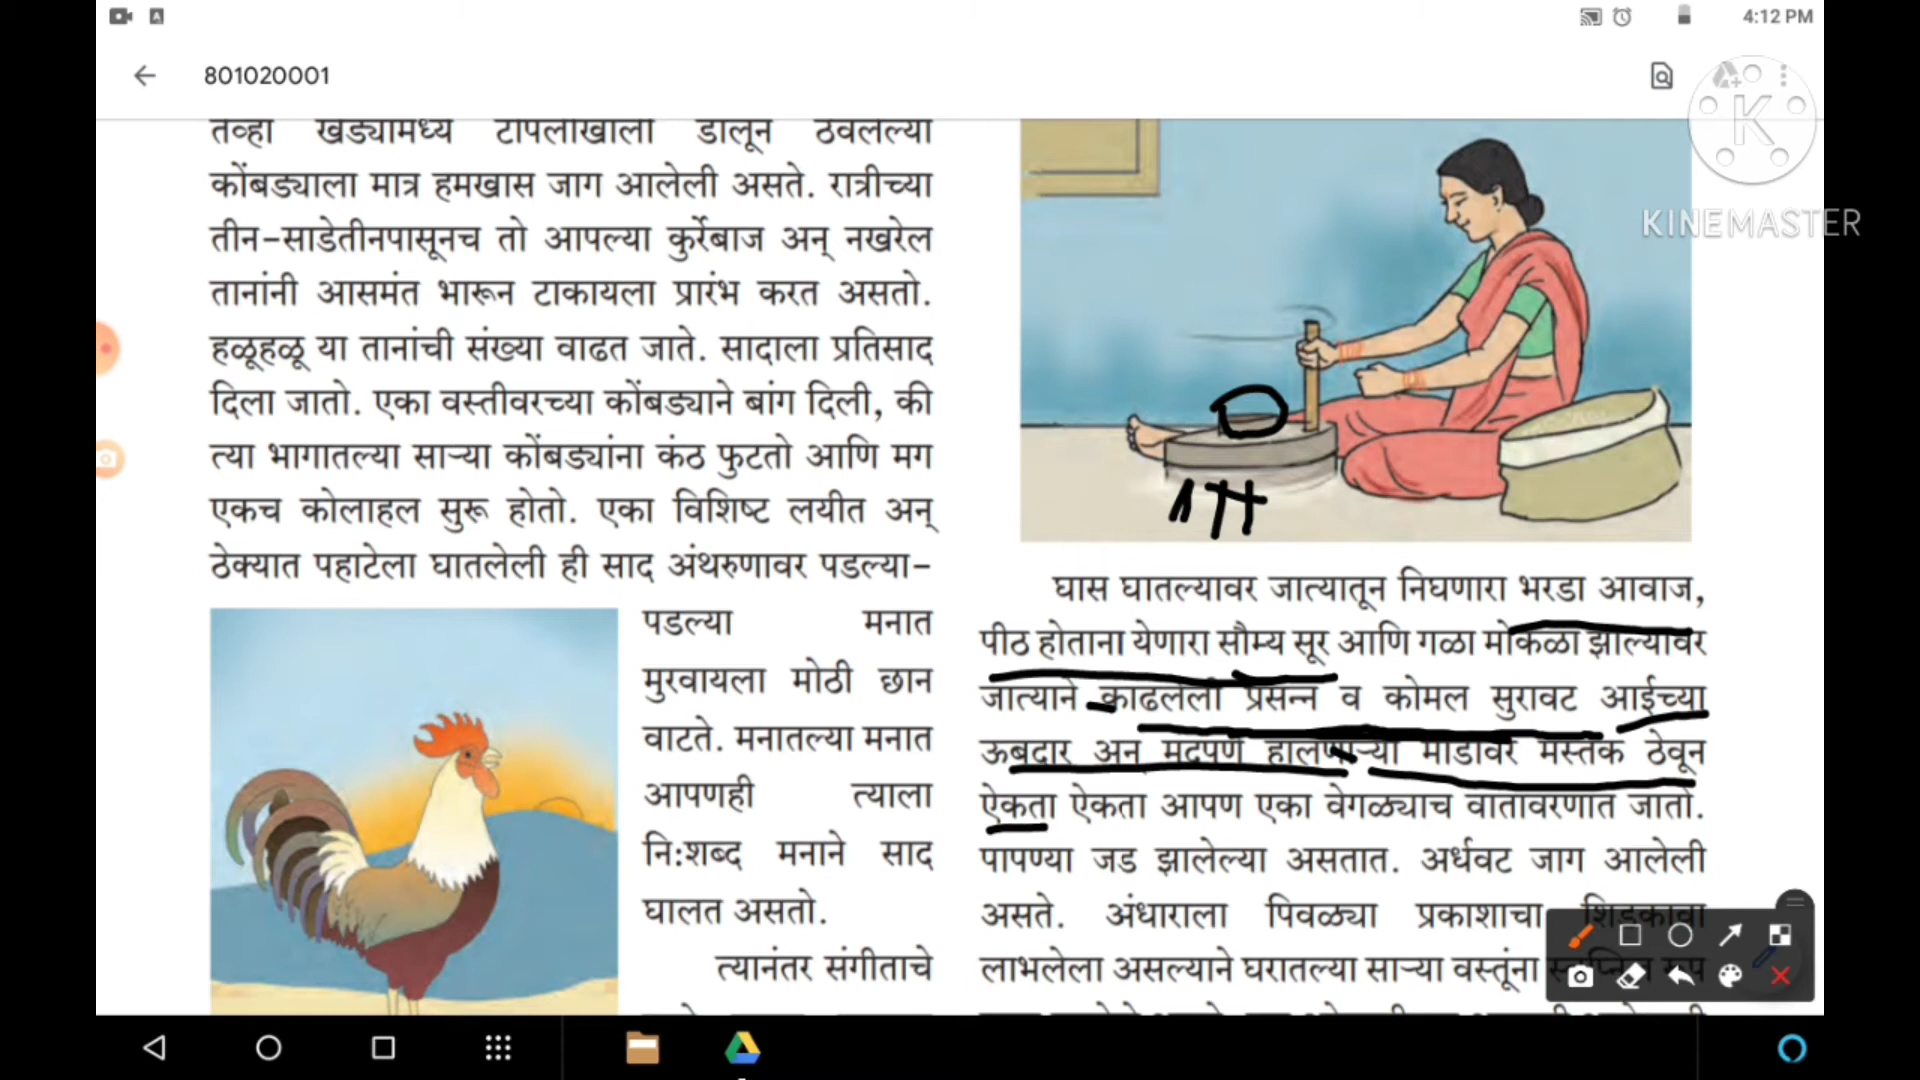 4:12 PM
801020001
KINEMASTER
तेव्हा खड्यामध्ये टोपलीखाली डालून ठेवलेल्या
कोंबड्याला मात्र हमखास जाग आलेली असते. रात्रीच्या
तीन-साडेतीनपासूनच तो आपल्या कुर्रेबाज अन् नखरेल
तानांनी आसमंत भारून टाकायला प्रारंभ करत असतो.
हळूहळू या तानांची संख्या वाढत जाते. सादाला प्रतिसाद
दिला जातो. एका वस्तीवरच्या कोंबड्याने बांग दिली, की
त्या भागातल्या साऱ्या कोंबड्यांना कंठ फुटतो आणि मग
एकच कोलाहल सुरू होतो. एका विशिष्ट लयीत अन्
ठेक्यात पहाटेला घातलेली ही साद अंथरुणावर पडल्या-
पडल्या मनात
मुरवायला मोठी छान
वाटते. मनातल्या मनात
आपणही त्याला
नि:शब्द मनाने साद
घालत असतो.
त्यानंतर संगीताचे
घास घातल्यावर जात्यातून निघणारा भरडा आवाज,
पीठ होताना येणारा सौम्य सूर आणि गळा मोकळा झाल्यावर
जात्याने काढलेली प्रसन्न व कोमल सुरावट आईच्या
ऊबदार अन् मंदपणे हालणाऱ्या मांडीवर मस्तक ठेवून
ऐकता ऐकता आपण एका वेगळ्याच वातावरणात जातो.
पापण्या जड झालेल्या असतात. अर्धवट जाग आलेली
असते. अंधाराला पिवळ्या प्रकाशाचा शिडकावा
लाभलेला असल्याने घरातल्या साऱ्या वस्तूंना